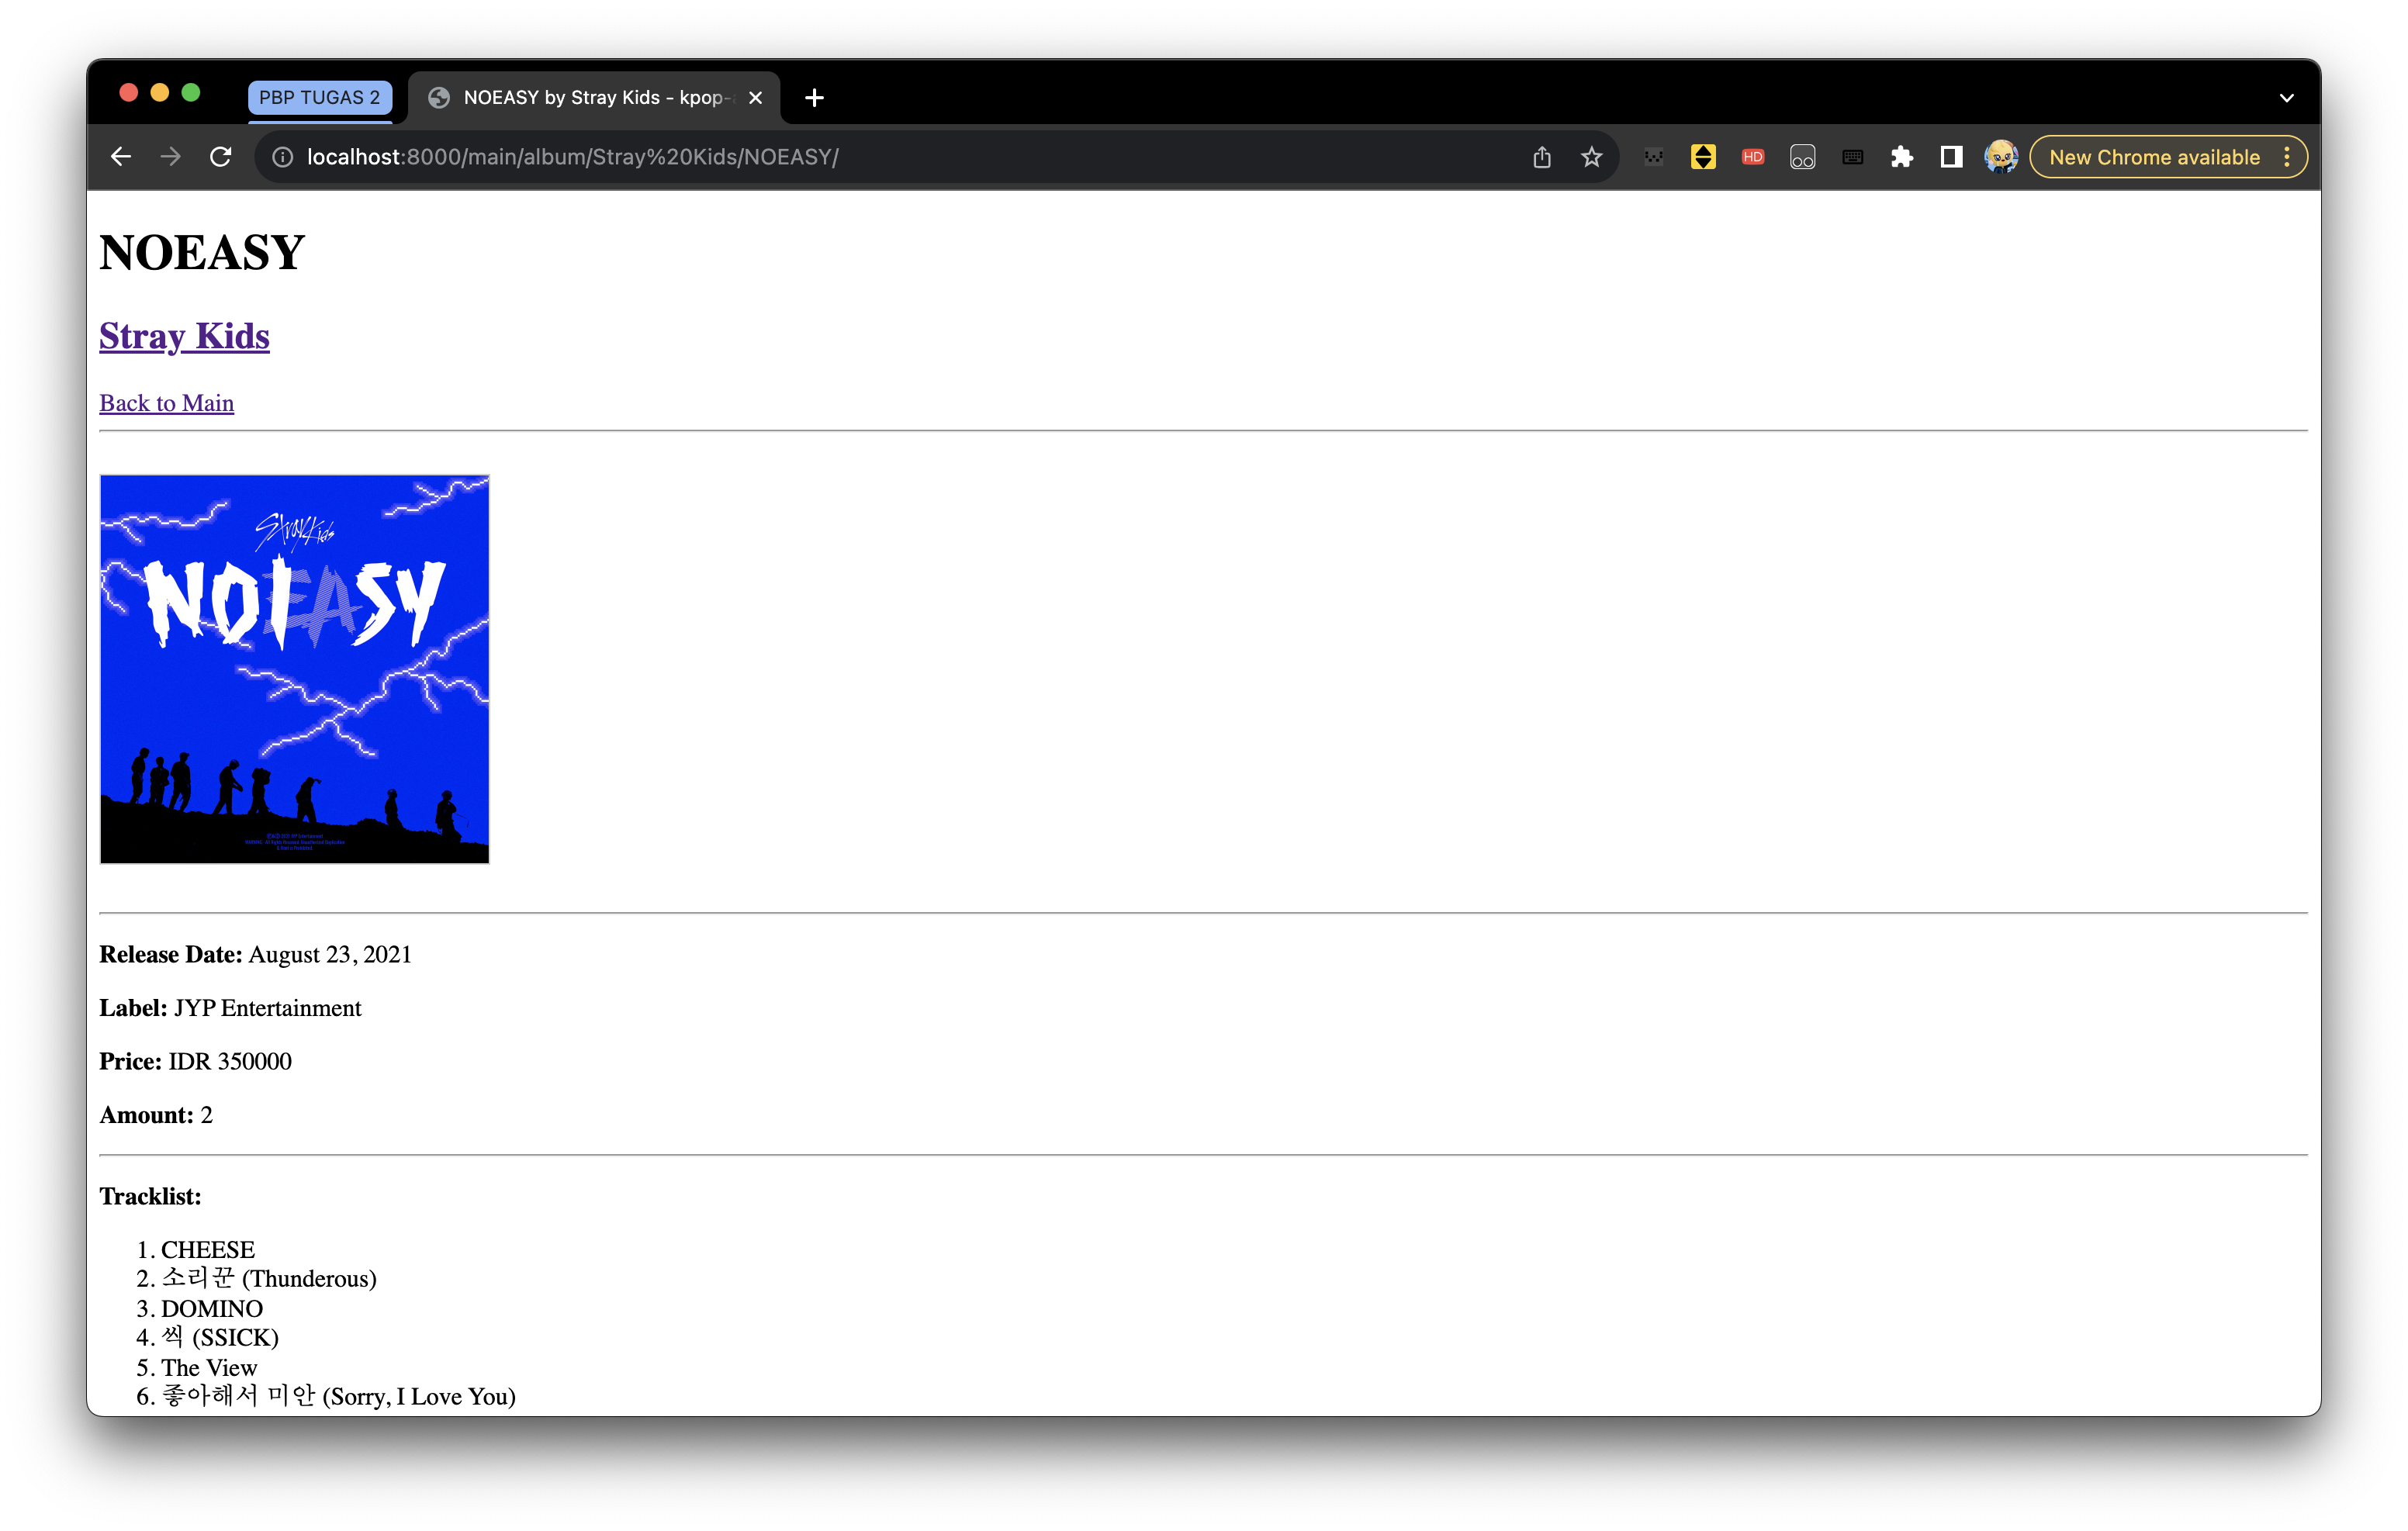 PBP TUGAS 2
NOEASY by Stray Kids - kpop-
localhost:8000/main/album/Stray%20Kids/NOEASY/
HD
New Chrome available
NOEASY
Stray Kids
Back to Main
Stray Kids
NOEASY
Release Date: August 23, 2021
Label: JYP Entertainment
Price: IDR 350000
Amount: 2
Tracklist:
1. CHEESE
2. 소리꾼 (Thunderous)
3. DOMINO
4. 씩 (SSICK)
5. The View
6. 좋아해서 미안 (Sorry, I Love You)